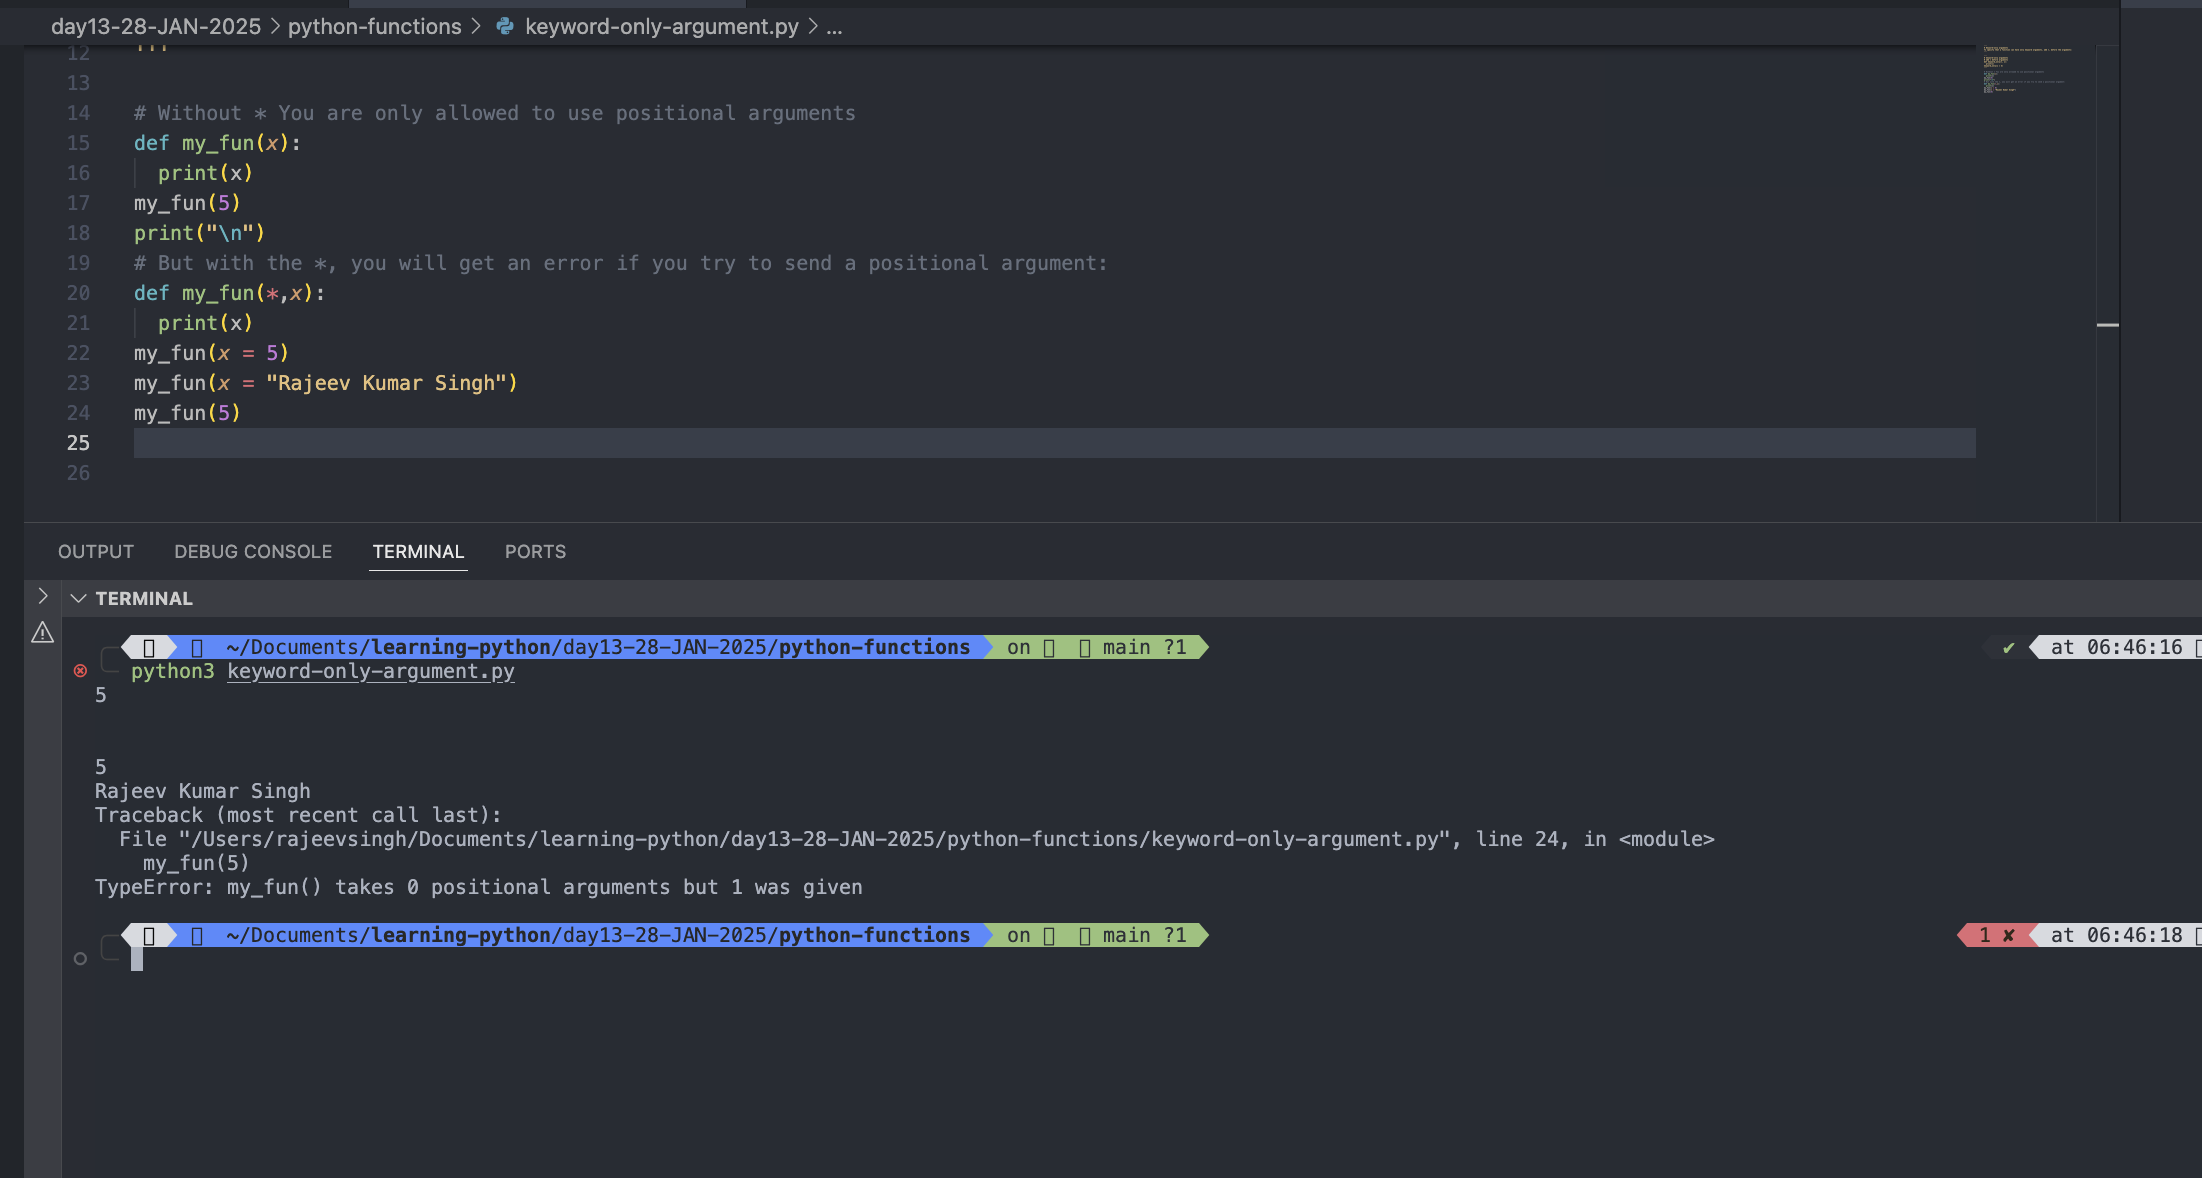 day13-28-JAN-2025 > python-functions > keyword-only-argument.py > ...
12 '''
13
14 # Without * You are only allowed to use positional arguments
15 def my_fun(x):
16   print(x)
17 my_fun(5)
18 print("\n")
19 # But with the *, you will get an error if you try to send a positional argument:
20 def my_fun(*,x):
21   print(x)
22 my_fun(x = 5)
23 my_fun(x = "Rajeev Kumar Singh")
24 my_fun(5)
25
26
OUTPUT DEBUG CONSOLE TERMINAL PORTS
TERMINAL
~/Documents/learning-python/day13-28-JAN-2025/python-functions on main ?1 ✔ at 06:46:16
python3 keyword-only-argument.py
5
5
Rajeev Kumar Singh
Traceback (most recent call last):
  File "/Users/rajeevsingh/Documents/learning-python/day13-28-JAN-2025/python-functions/keyword-only-argument.py", line 24, in <module>
    my_fun(5)
TypeError: my_fun() takes 0 positional arguments but 1 was given
~/Documents/learning-python/day13-28-JAN-2025/python-functions on main ?1 1 ✘ at 06:46:18